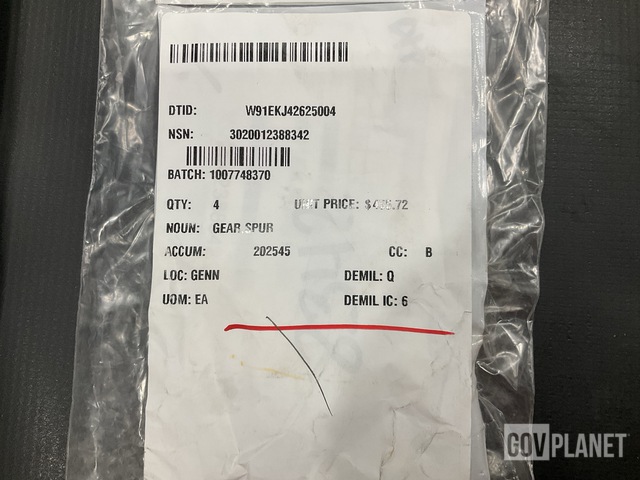 DTID: W91EKJ42625004
NSN: 3020012388342
BATCH: 1007748370
QTY: 4 UNIT PRICE:
NOUN: GEAR SPUR
ACCUM: 202545 CC: B
LOC: GENN DEMIL: Q
UOM: EA DEMIL IC: 6
GOVPLANET